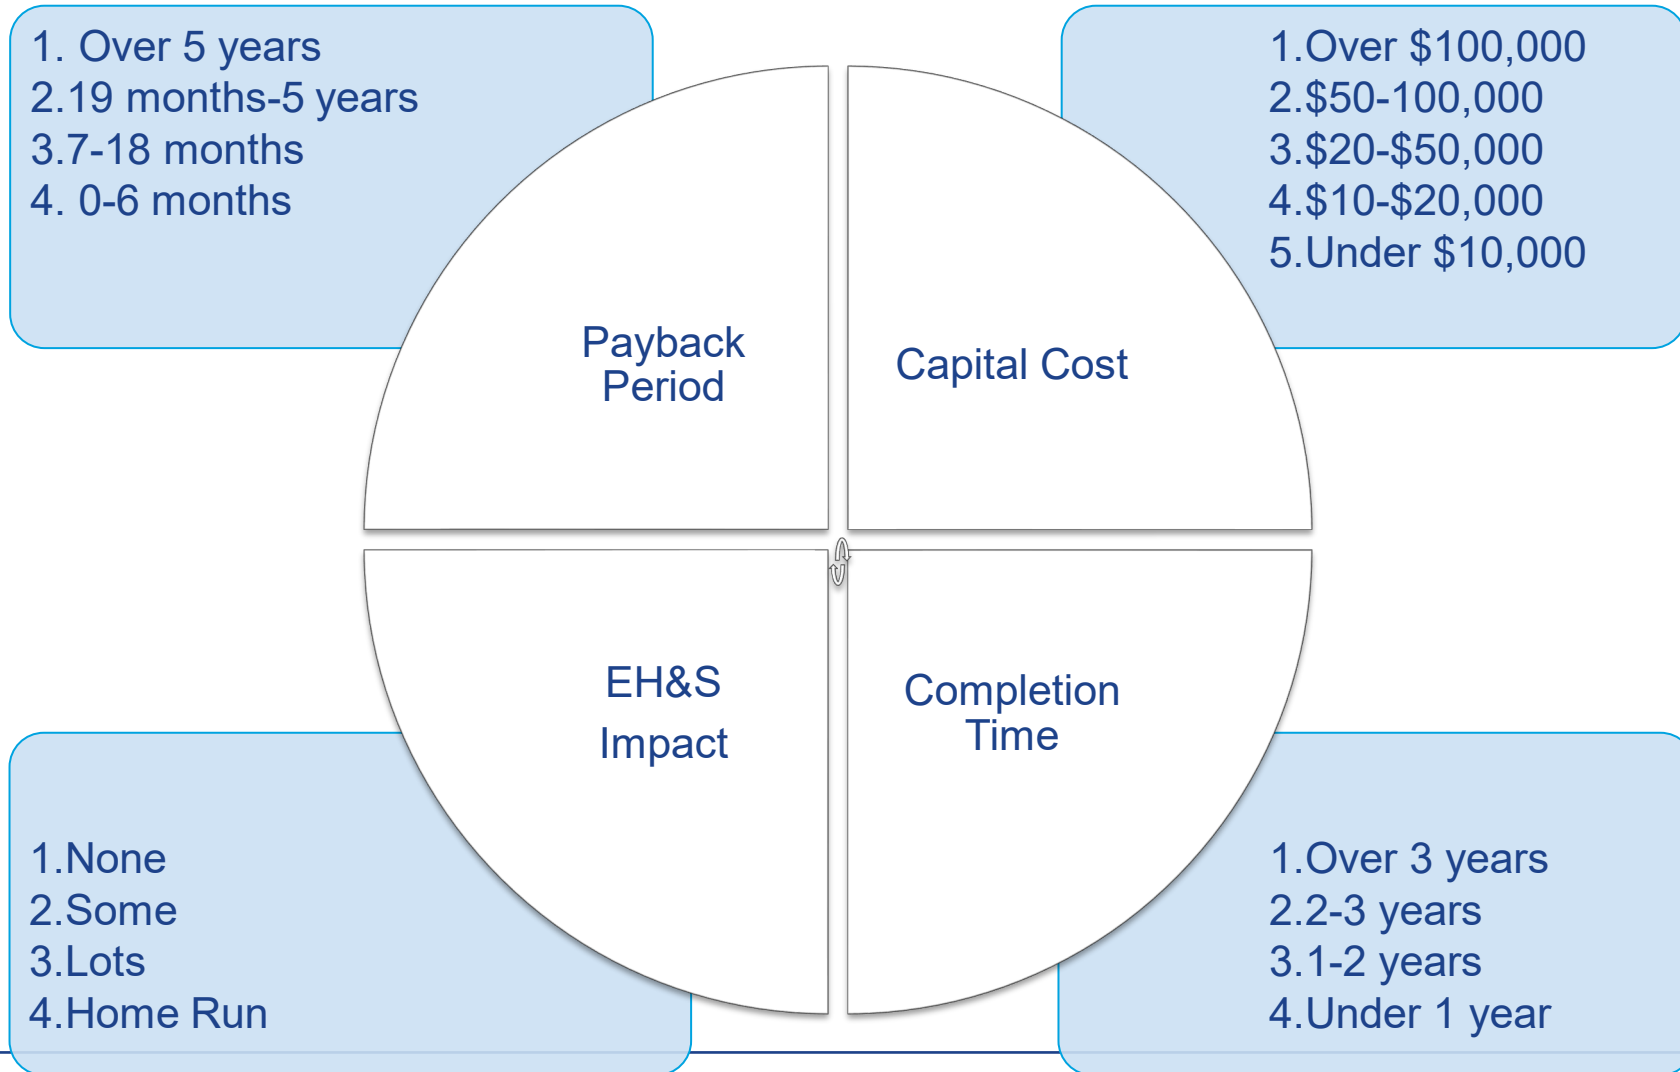 1. Over 5 years
2.19 months-5 years
3.7-18 months
4. 0-6 months
1.Over $100,000
2.$50-100,000
3.$20-$50,000
4.$10-$20,000
5.Under $10,000
Payback
Period
Capital Cost
EH&S
Impact
Completion
Time
1.None
2.Some
3.Lots
4.Home Run
1.Over 3 years
2.2-3 years
3.1-2 years
4.Under 1 year